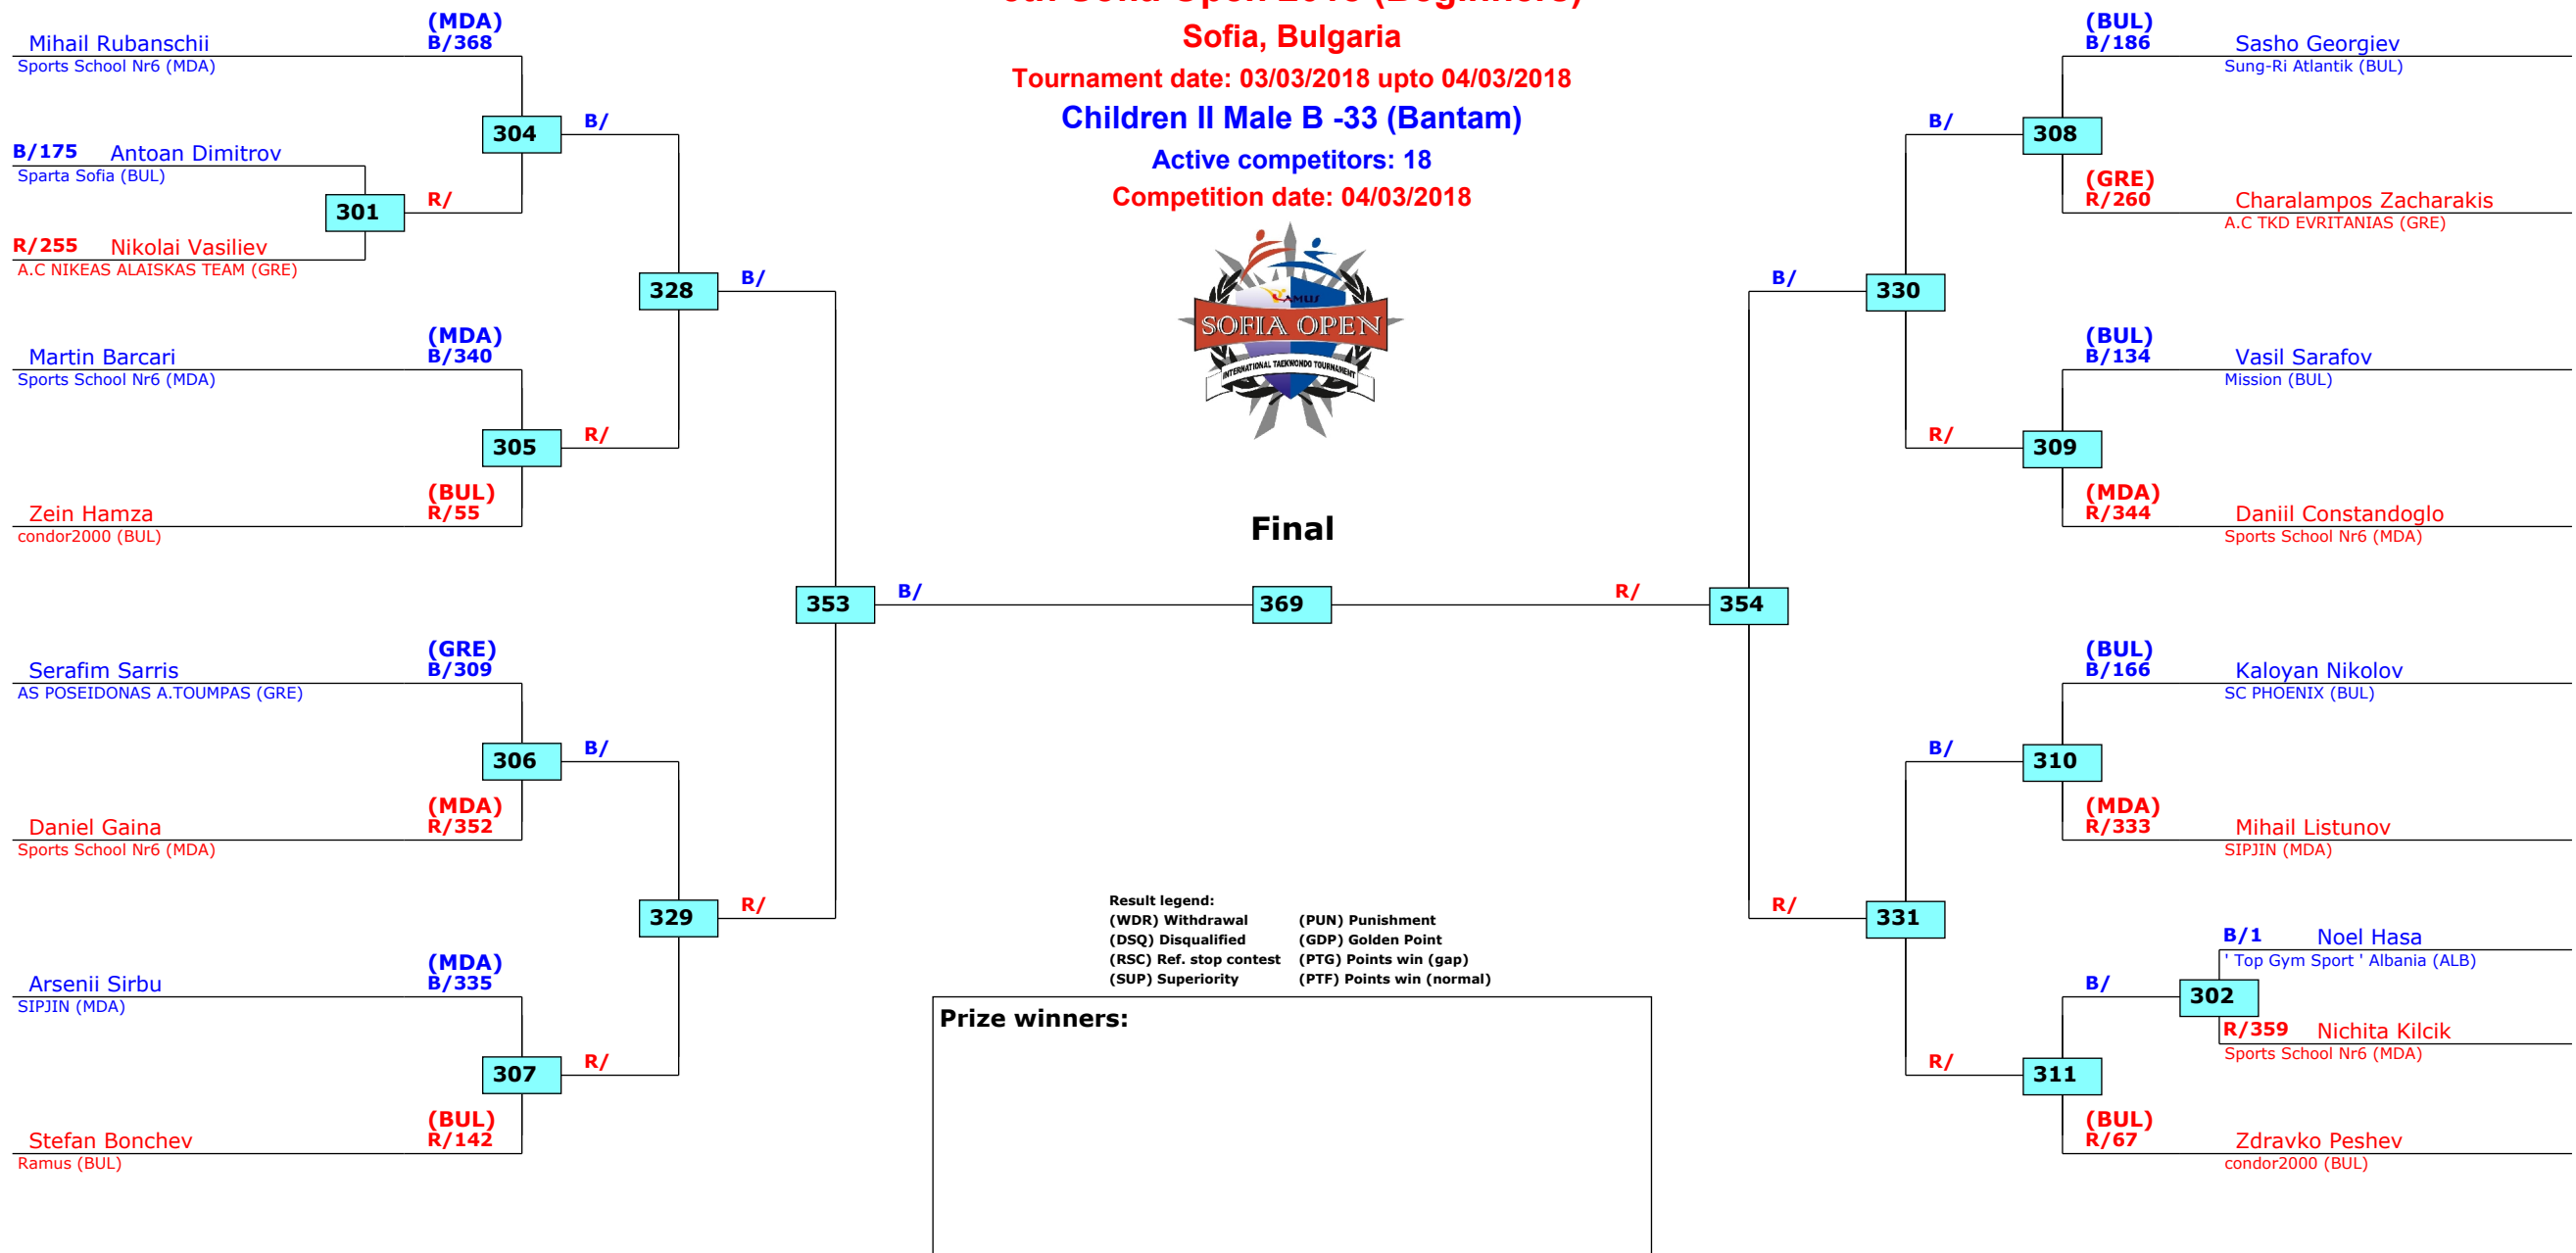 Sofia Open 2018 (Beginners)
Sofia, Bulgaria
Tournament date: 03/03/2018 upto 04/03/2018
Children II Male B -33 (Bantam)
Active competitors: 18
Competition date: 04/03/2018
RAMUS
SOFIA OPEN
INTERNATIONAL TAEKWONDO TOURNAMENT
(MDA)
Mihail Rubanschii B/368
Sports School Nr6 (MDA)
304 B/
B/175 Antoan Dimitrov
Sparta Sofia (BUL)
301 R/
R/255 Nikolai Vasiliev
A.C NIKEAS ALAISKAS TEAM (GRE)
328 B/
(MDA)
Martin Barcari B/340
Sports School Nr6 (MDA)
305 R/
(BUL)
Zein Hamza R/55
condor2000 (BUL)
353 B/
(GRE)
Serafim Sarris B/309
AS POSEIDONAS A.TOUMPAS (GRE)
306 B/
(MDA)
Daniel Gaina R/352
Sports School Nr6 (MDA)
329 R/
(MDA)
Arsenii Sirbu B/335
SIPJIN (MDA)
307 R/
(BUL)
Stefan Bonchev R/142
Ramus (BUL)
Final
369
R/ 354
(BUL)
B/186 Sasho Georgiev
Sung-Ri Atlantik (BUL)
B/ 308
(GRE)
R/260 Charalampos Zacharakis
A.C TKD EVRITANIAS (GRE)
B/ 330
(BUL)
B/134 Vasil Sarafov
Mission (BUL)
R/ 309
(MDA)
R/344 Daniil Constandoglo
Sports School Nr6 (MDA)
(BUL)
B/166 Kaloyan Nikolov
SC PHOENIX (BUL)
B/ 310
(MDA)
R/333 Mihail Listunov
SIPJIN (MDA)
R/ 331
B/1 Noel Hasa
' Top Gym Sport ' Albania (ALB)
B/ 302
R/359 Nichita Kilcik
Sports School Nr6 (MDA)
R/ 311
(BUL)
R/67 Zdravko Peshev
condor2000 (BUL)
Result legend:
(WDR) Withdrawal (PUN) Punishment
(DSQ) Disqualified (GDP) Golden Point
(RSC) Ref. stop contest (PTG) Points win (gap)
(SUP) Superiority (PTF) Points win (normal)
Prize winners: